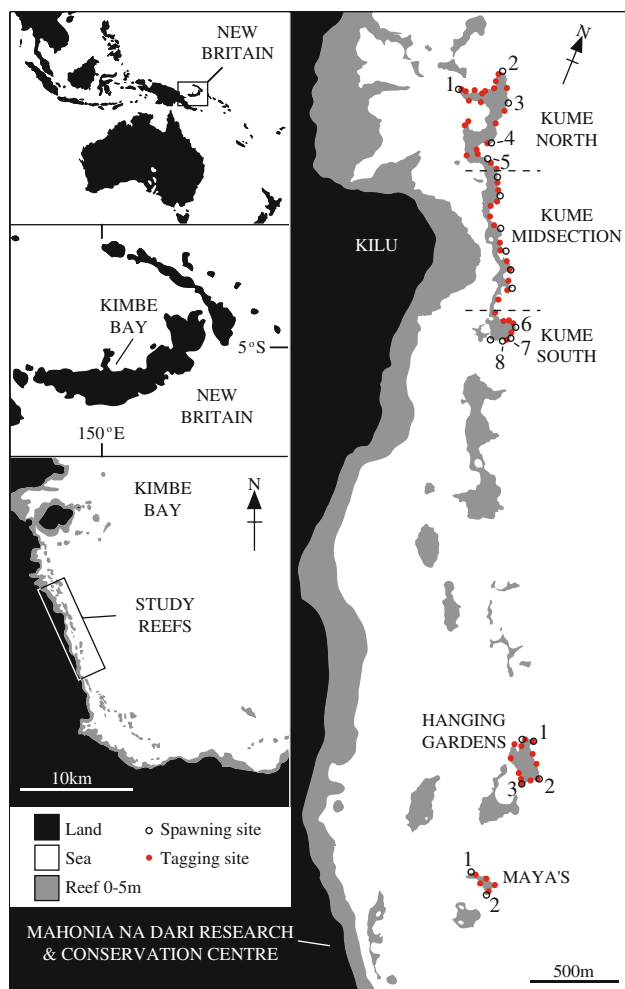 NEW
BRITAIN
KIMBE
BAY
5°S
NEW
BRITAIN
150°E
KIMBE
BAY
N
STUDY
REEFS
10km
Land
Spawning site
Sea
Tagging site
Reef 0-5m
MAHONIA NA DARI RESEARCH
& CONSERVATION CENTRE
N
2
1
3
KUME
NORTH
4
5
KILU
KUME
MIDSECTION
6
KUME
SOUTH
7
8
HANGING
GARDENS
1
2
3
1
MAYA'S
2
500m